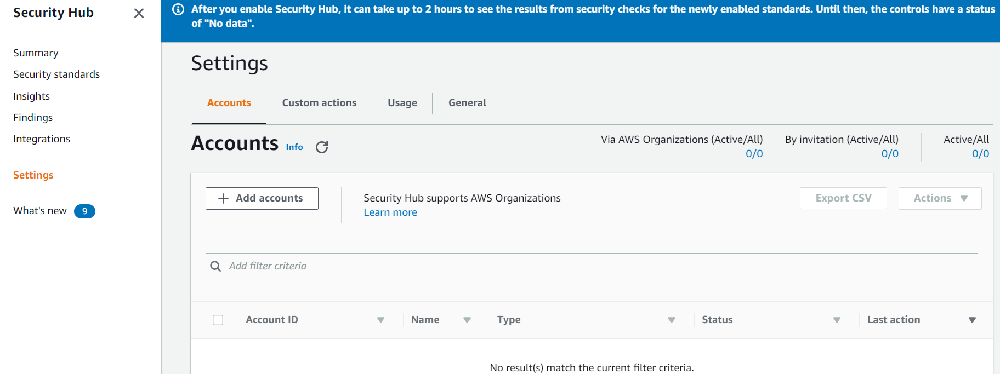 Security Hub
After you enable Security Hub, it can take up to 2 hours to see the results from security checks for the newly enabled standards. Until then, the controls have a status
of "No data".
Summary
Security standards
Insights
Findings
Integrations
Settings
What's new 9
Settings
Accounts Custom actions Usage General
Accounts Info
Via AWS Organizations (Active/All) By invitation (Active/All) Active/All
0/0 0/0 0/0
Add accounts
Security Hub supports AWS Organizations
Learn more
Export CSV Actions
Add filter criteria
Account ID Name Type Status Last action
No result(s) match the current filter criteria.